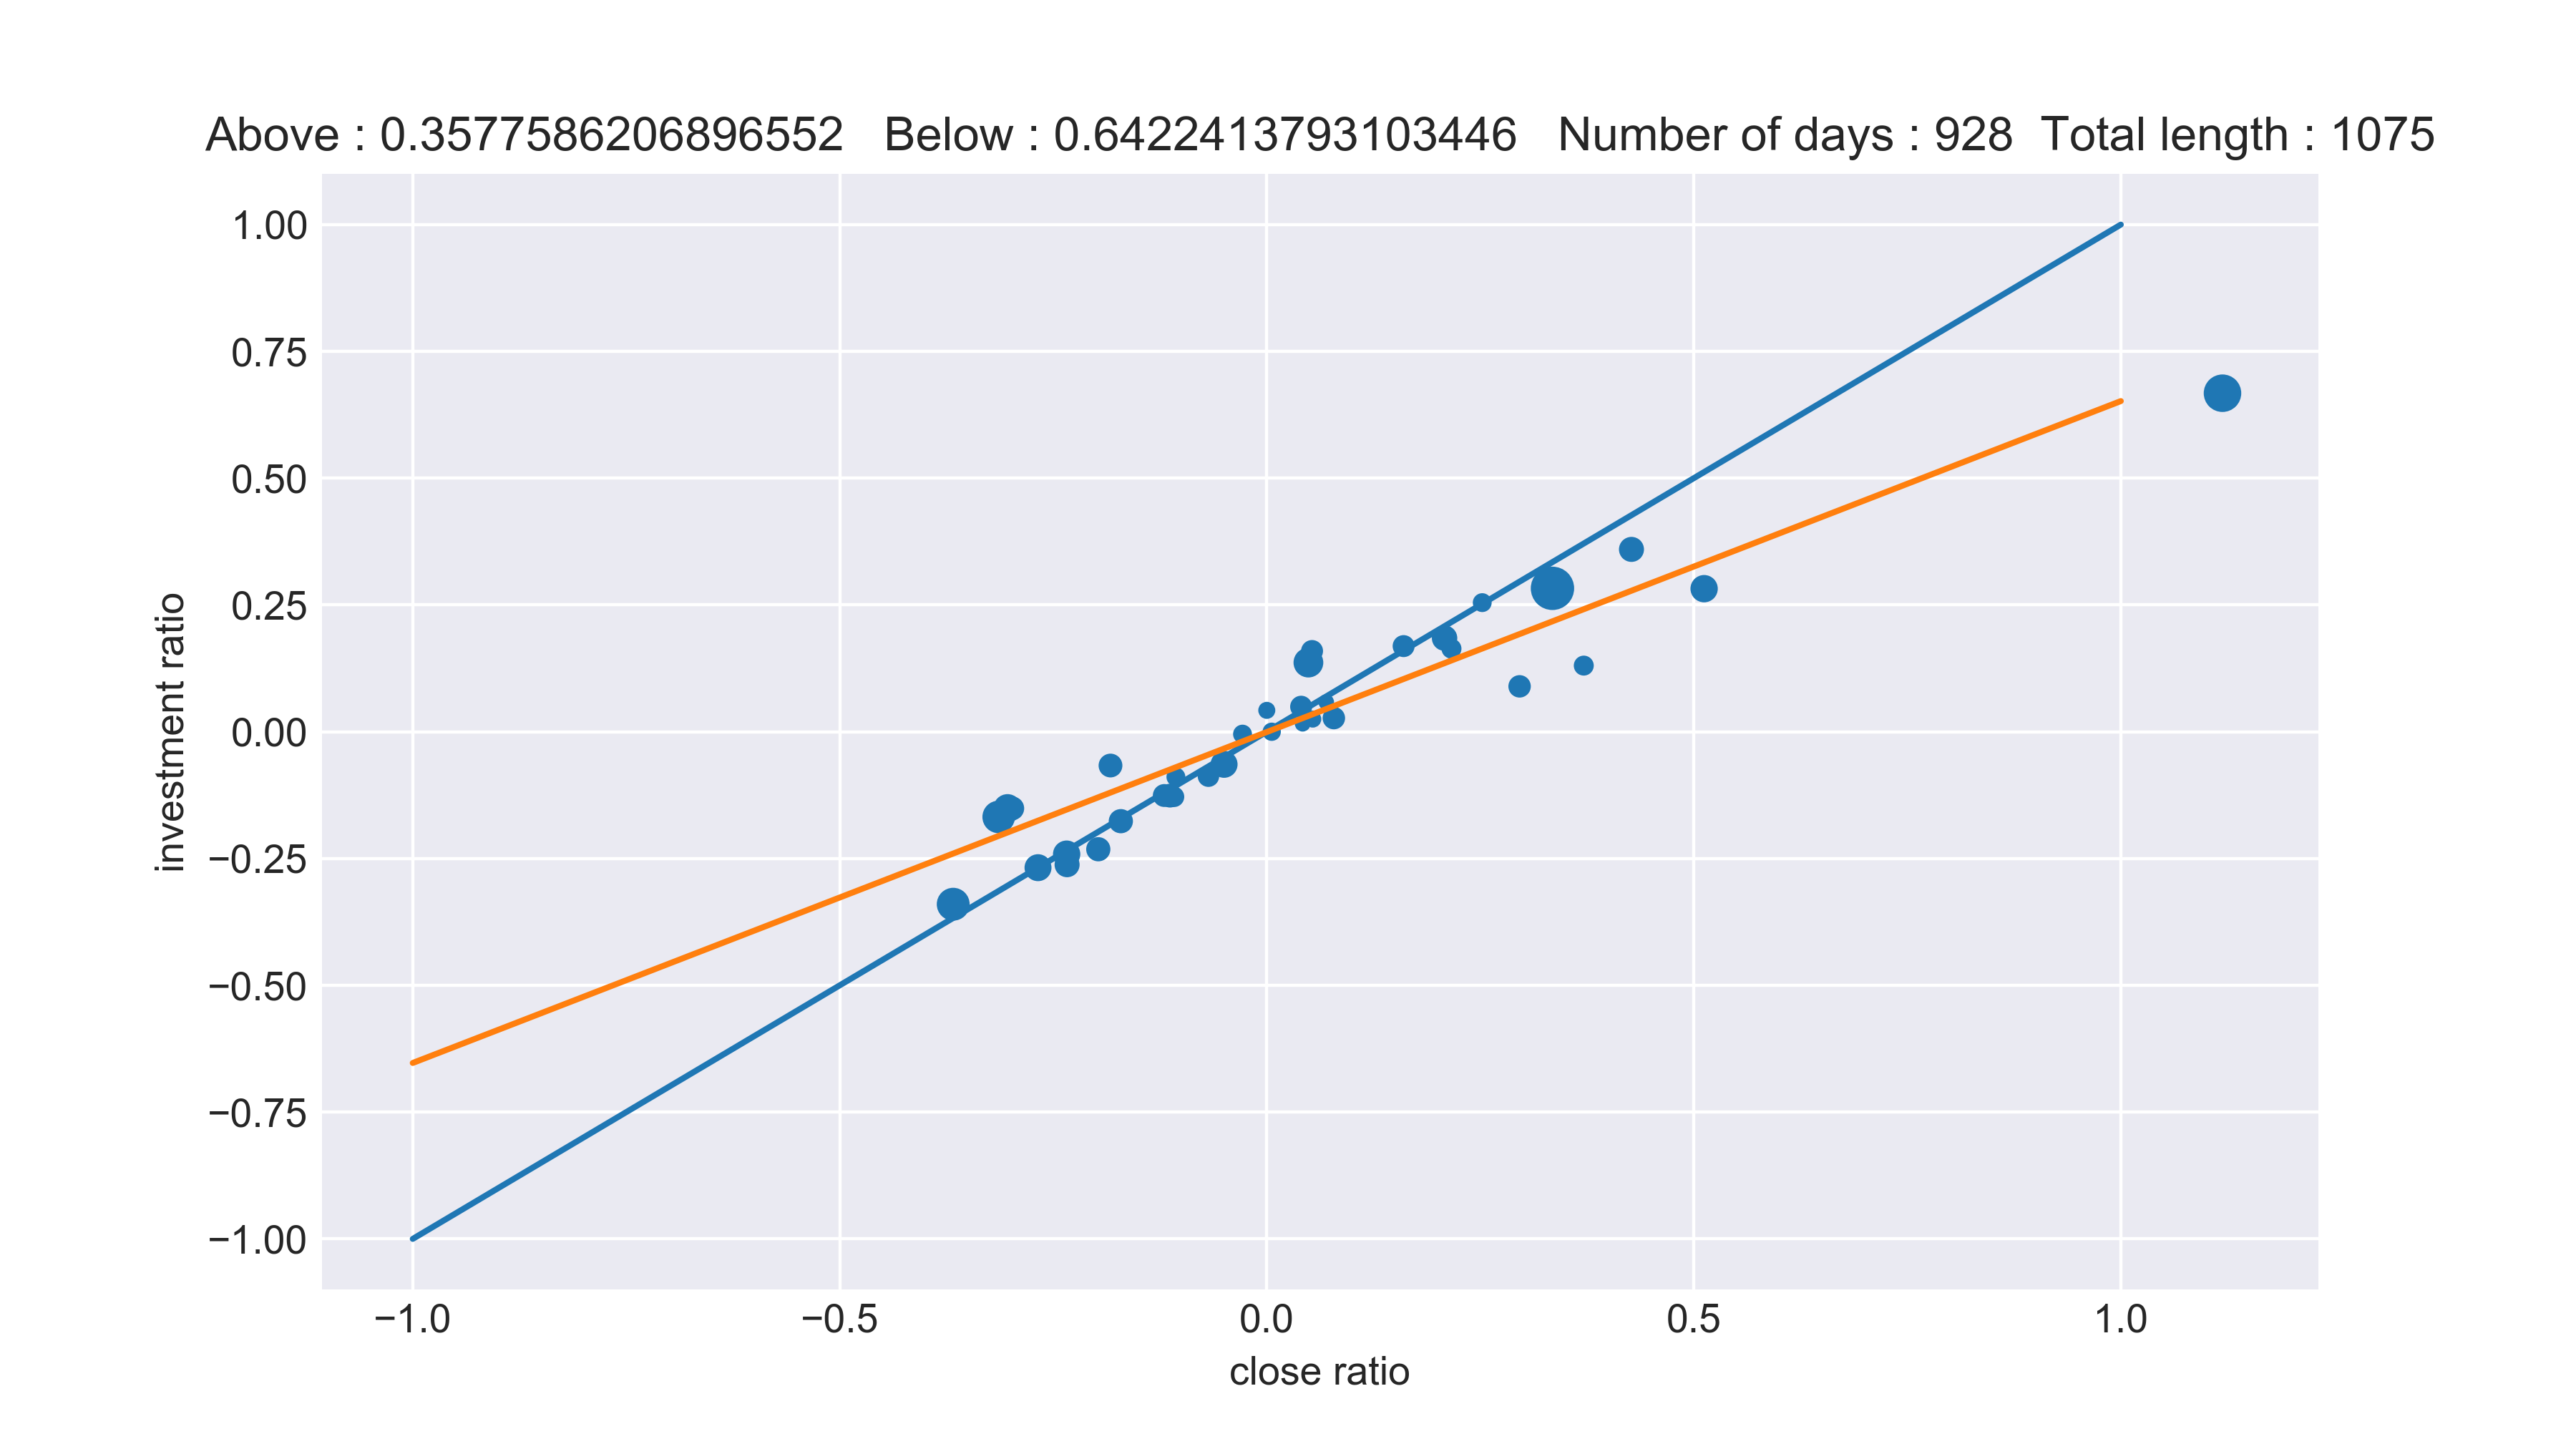 Above : 0.3577586206896552 Below : 0.6422413793103446 Number of days : 928 Total length : 1075
1.00
0.75
0.50
0.25
0.00
−0.25
−0.50
−0.75
−1.00
investment ratio
−1.0 −0.5 0.0 0.5 1.0
close ratio